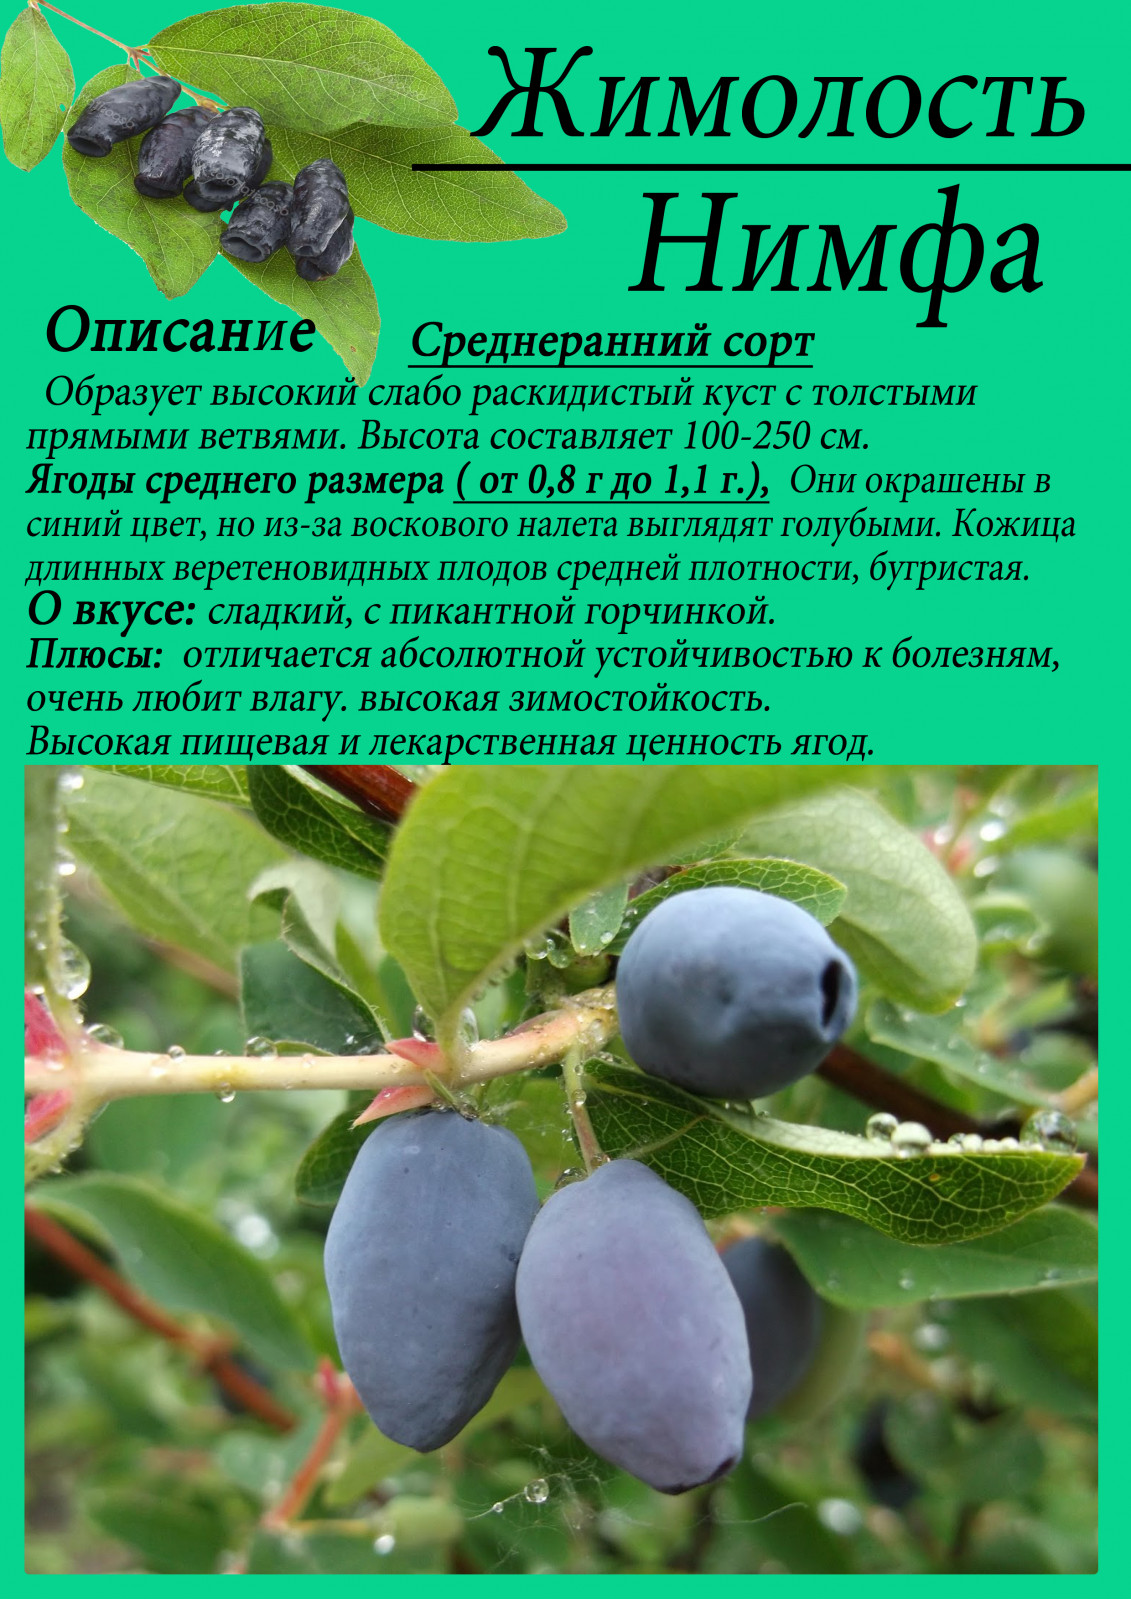 Жимолость
Нимфа
Описание
Среднеранний сорт
Образует высокий слабо раскидистый куст с толстыми
прямыми ветвями. Высота составляет 100-250 см.
Ягоды среднего размера ( от 0,8 г до 1,1 г.), Они окрашены в
синий цвет, но из-за воскового налета выглядят голубыми. Кожица
длинных веретеновидных плодов средней плотности, бугристая.
О вкусе: сладкий, с пикантной горчинкой.
Плюсы: отличается абсолютной устойчивостью к болезням,
очень любит влагу. высокая зимостойкость.
Высокая пищевая и лекарственная ценность ягод.